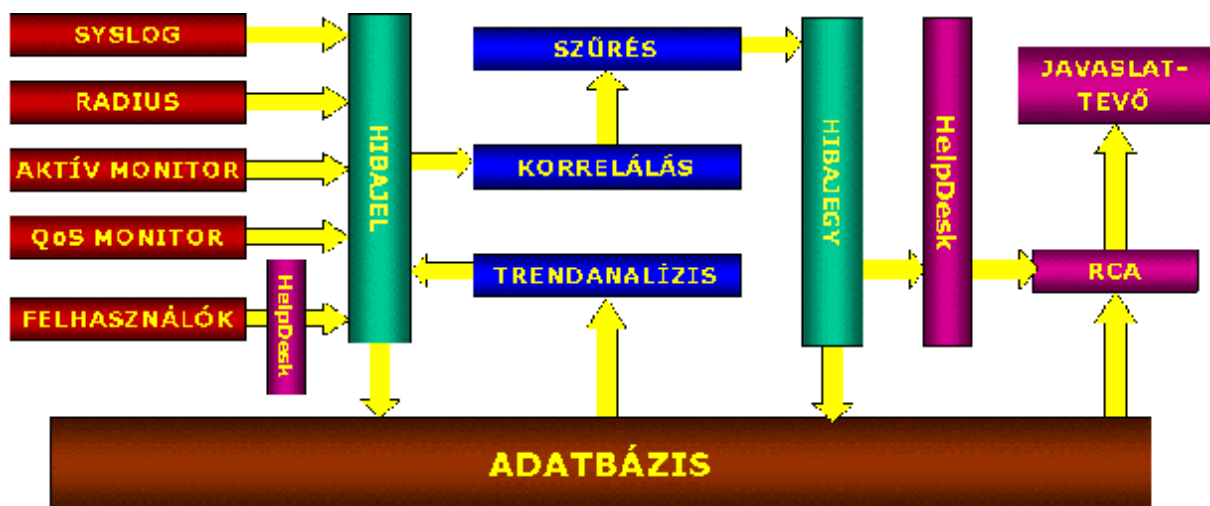 SYSLOG
RADIUS
AKTÍV MONITOR
QoS MONITOR
FELHASZNÁLÓK
HelpDesk
HIBAJEL
SZŰRÉS
KORRELÁLÁS
TRENDANALÍZIS
HIBAJEGY
HelpDesk
JAVASLAT-
TEVŐ
RCA
ADATBÁZIS